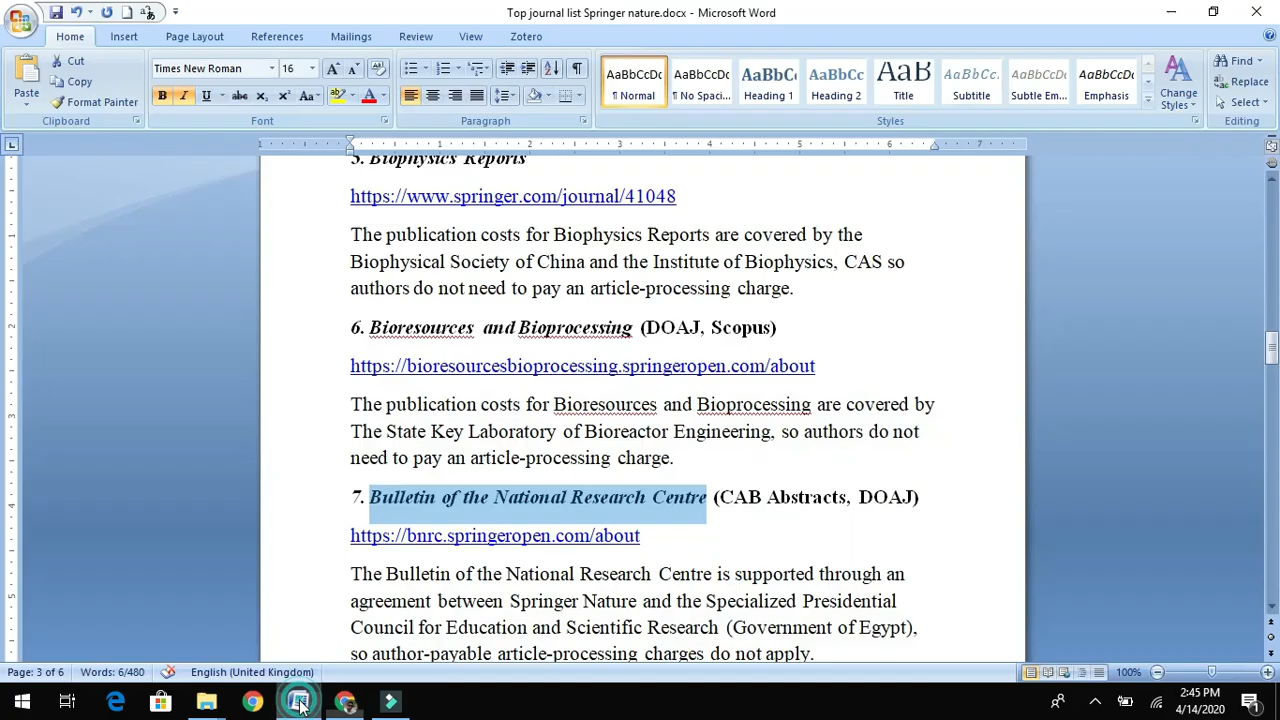 Top journal list Springer nature.docx - Microsoft Word
Home Insert Page Layout References Mailings Review View Zotero
Paste Cut Copy Format Painter Clipboard
Times New Roman 16 Font
Paragraph
AaBbCcDc ¶ Normal
AaBbCcDc ¶ No Spaci...
AaBbCc Heading 1
AaBbCc Heading 2
AaB Title
AaBbCc. Subtitle
AaBbCcDc Subtle Em...
AaBbCcDc Emphasis
Change Styles Styles
Find Replace Select Editing
5. Biophysics Reports
https://www.springer.com/journal/41048
The publication costs for Biophysics Reports are covered by the
Biophysical Society of China and the Institute of Biophysics, CAS so
authors do not need to pay an article-processing charge.
6. Bioresources and Bioprocessing (DOAJ, Scopus)
https://bioresourcesbioprocessing.springeropen.com/about
The publication costs for Bioresources and Bioprocessing are covered by
The State Key Laboratory of Bioreactor Engineering, so authors do not
need to pay an article-processing charge.
7. Bulletin of the National Research Centre (CAB Abstracts, DOAJ)
https://bnrc.springeropen.com/about
The Bulletin of the National Research Centre is supported through an
agreement between Springer Nature and the Specialized Presidential
Council for Education and Scientific Research (Government of Egypt),
so author-payable article-processing charges do not apply.
Page: 3 of 6 Words: 6/480 English (United Kingdom) 100%
2:45 PM
4/14/2020